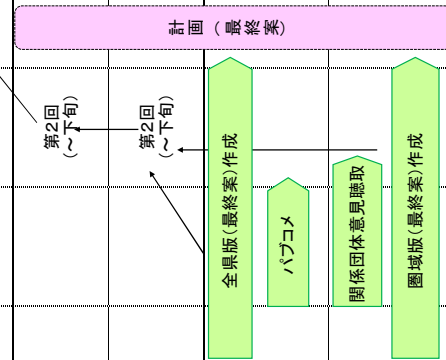 計画(最終案)
第2回
(～下旬)
第2回
(～下旬)
全県版(最終案)作成
パブコメ
関係団体意見聴取
圏域版(最終案)作成